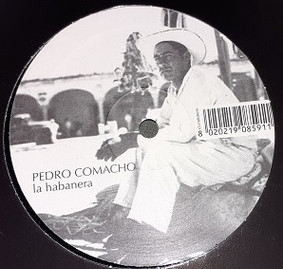 PEDRO COMACHO
la habanera
8 020219 085911